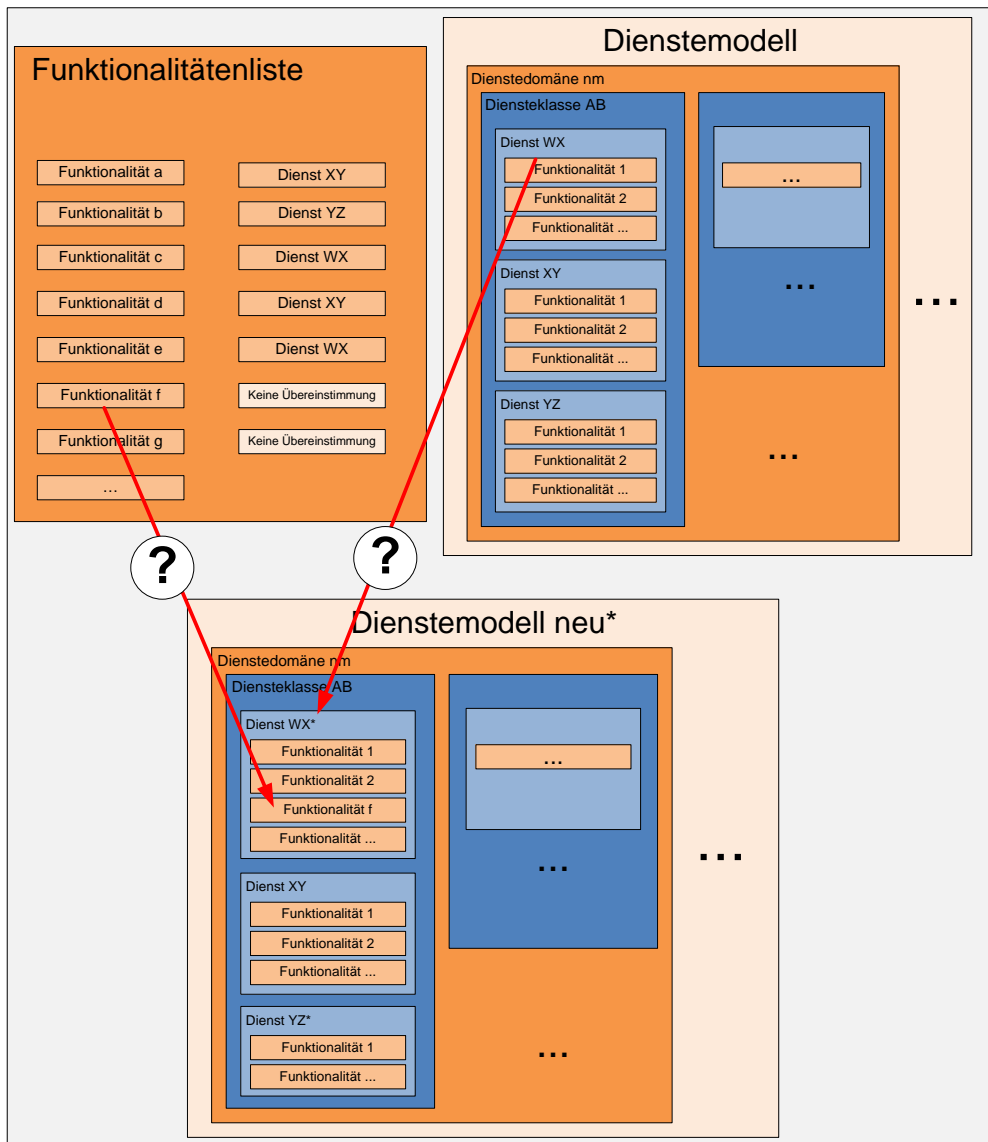 Funktionalitätenliste
Funktionalität a
Dienst XY
Funktionalität b
Dienst YZ
Funktionalität c
Dienst WX
Funktionalität d
Dienst XY
Funktionalität e
Dienst WX
Funktionalität f
Keine Übereinstimmung
Funktionalität g
Keine Übereinstimmung
...
Dienstemodell
Dienstedomäne nm
Diensteklasse AB
Dienst WX
Funktionalität 1
Funktionalität 2
Funktionalität ...
Dienst XY
Funktionalität 1
Funktionalität 2
Funktionalität ...
Dienst YZ
Funktionalität 1
Funktionalität 2
Funktionalität ...
...
...
...
...
?
?
Dienstemodell neu*
Dienstedomäne nm
Diensteklasse AB
Dienst WX*
Funktionalität 1
Funktionalität 2
Funktionalität f
Funktionalität ...
Dienst XY
Funktionalität 1
Funktionalität 2
Funktionalität ...
Dienst YZ*
Funktionalität 1
Funktionalität ...
...
...
...
...